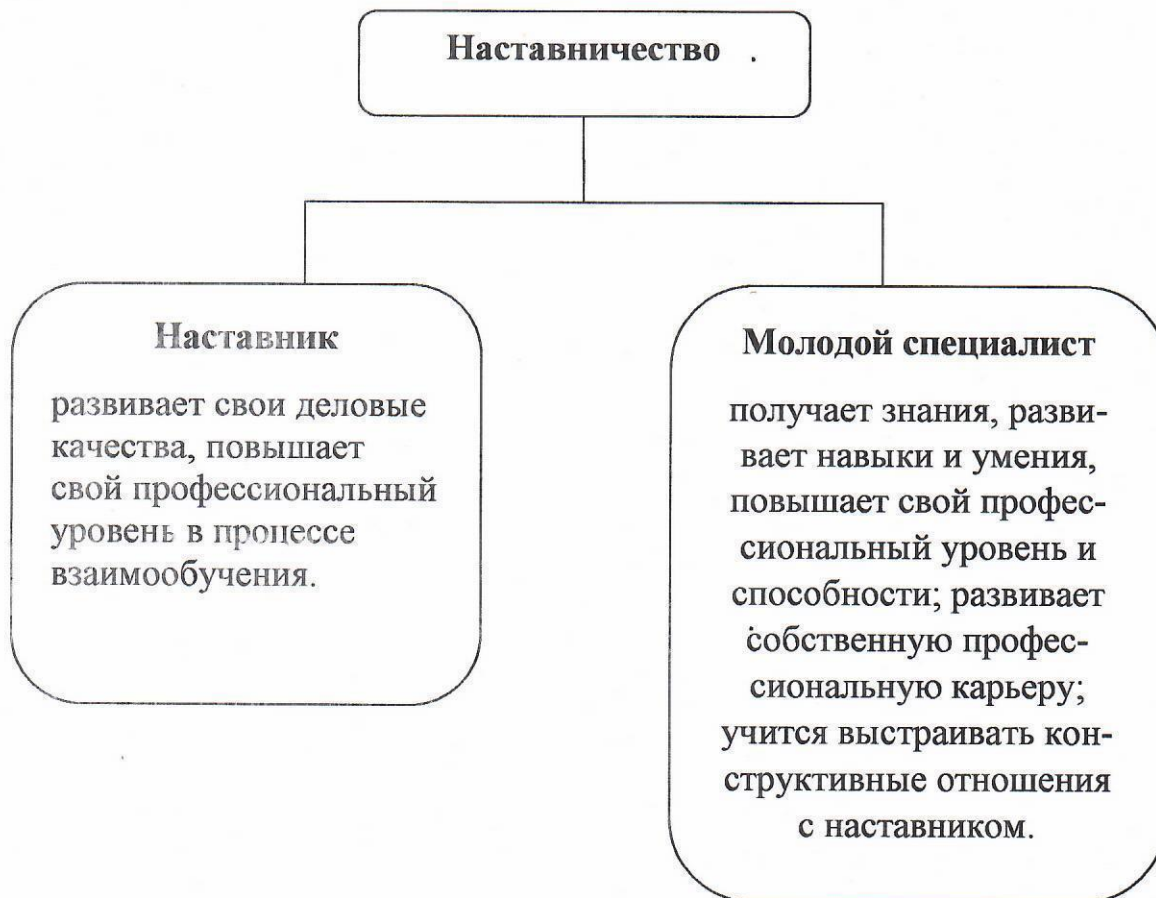 Наставничество
Наставник
развивает свои деловые
качества, повышает
свой профессиональный
уровень в процессе
взаимообучения.
Молодой специалист
получает знания, разви-
вает навыки и умения,
повышает свой профес-
сиональный уровень и
способности; развивает
собственную профес-
сиональную карьеру;
учится выстраивать кон-
структивные отношения
с наставником.